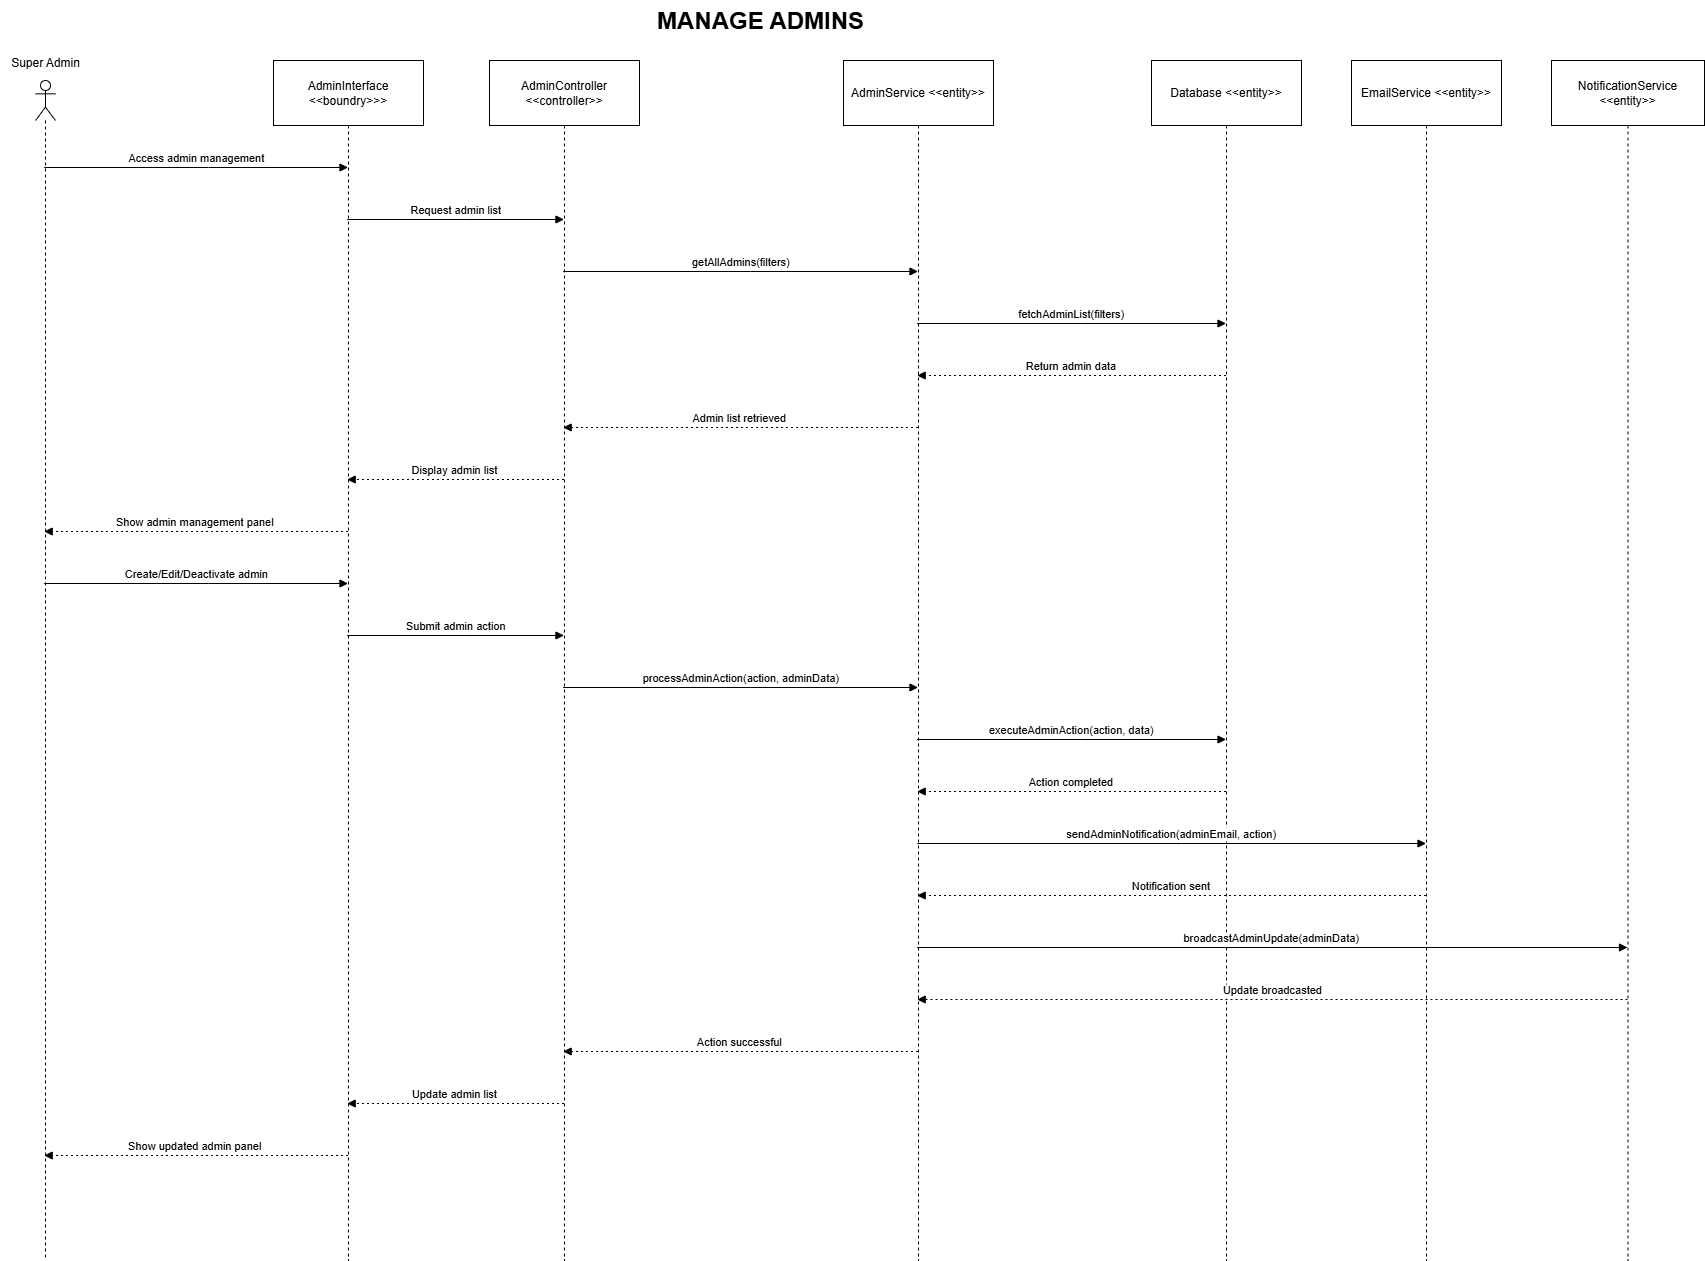 MANAGE ADMINS
Super Admin
AdminInterface
<<boundry>>>
AdminController
<<controller>>
AdminService <<entity>>
Database <<entity>>
EmailService <<entity>>
NotificationService
<<entity>>
Access admin management
Request admin list
getAllAdmins(filters)
fetchAdminList(filters)
Return admin data
Admin list retrieved
Display admin list
Show admin management panel
Create/Edit/Deactivate admin
Submit admin action
processAdminAction(action, adminData)
executeAdminAction(action, data)
Action completed
sendAdminNotification(adminEmail, action)
Notification sent
broadcastAdminUpdate(adminData)
Update broadcasted
Action successful
Update admin list
Show updated admin panel